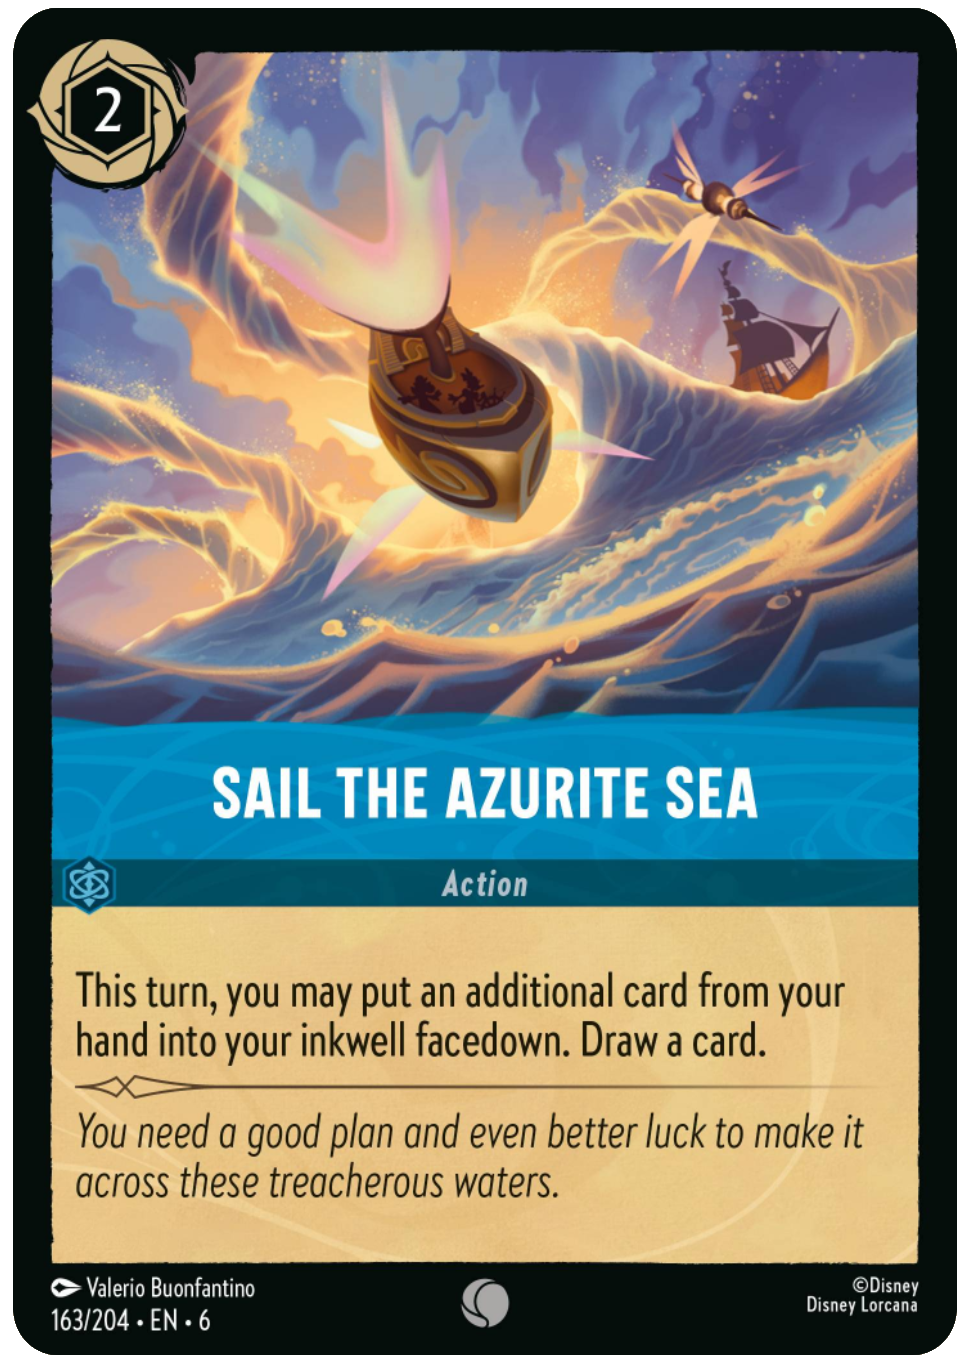 2
SAIL THE AZURITE SEA
Action
This turn, you may put an additional card from your
hand into your inkwell facedown. Draw a card.
You need a good plan and even better luck to make it
across these treacherous waters.
Valerio Buonfantino
163/204 • EN • 6
©Disney
Disney Lorcana